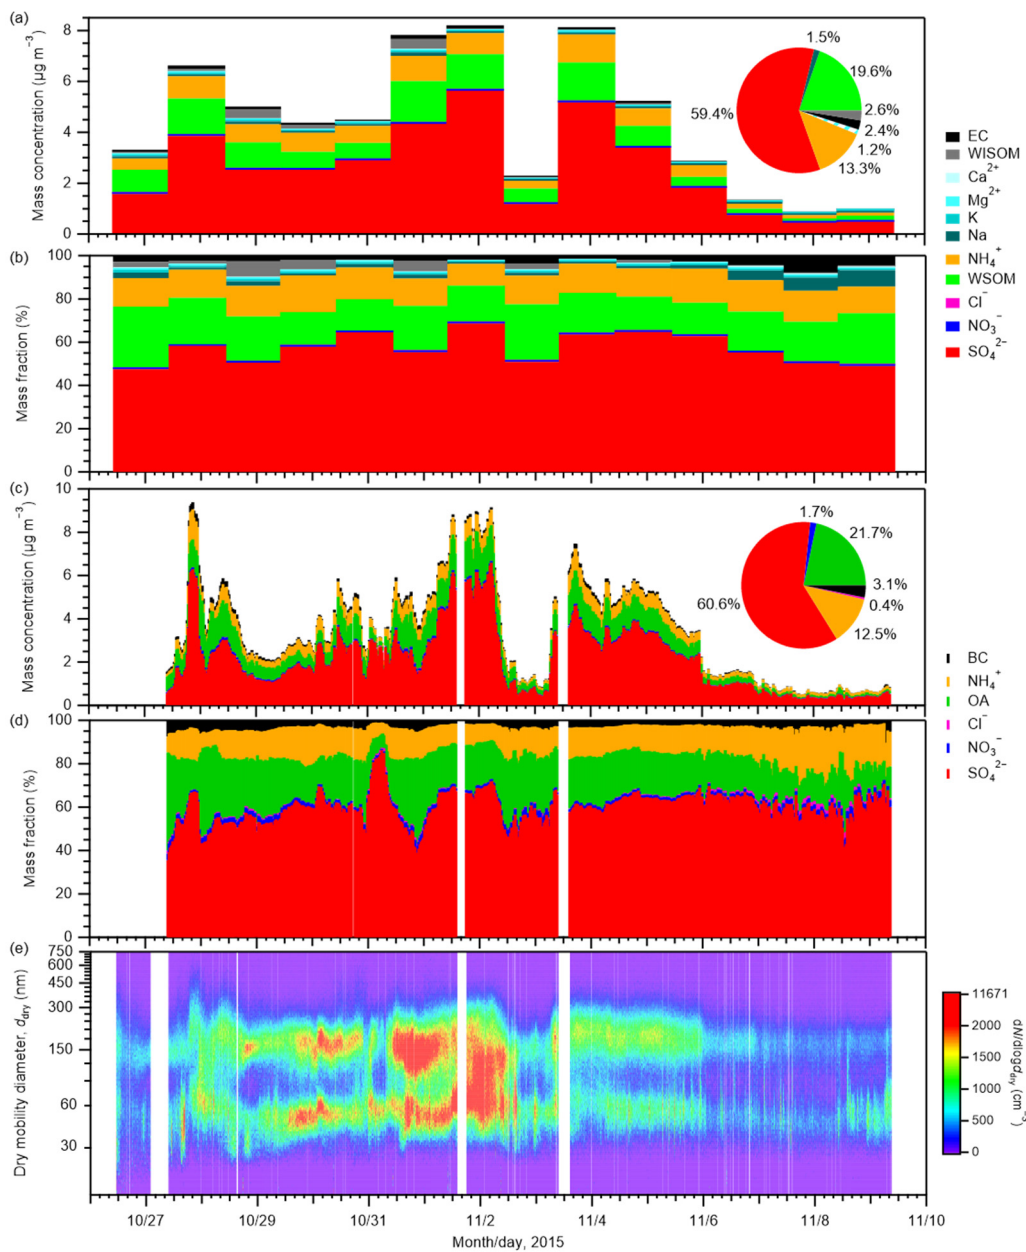 (a)
Mass concentration (μg m⁻³)
8
6
4
2
0
1.5%
19.6%
59.4%
2.6%
2.4%
1.2%
13.3%
EC
WISOM
Ca²⁺
Mg²⁺
K
Na
NH₄⁺
WSOM
Cl⁻
NO₃⁻
SO₄²⁻
(b)
Mass fraction (%)
100
80
60
40
20
0
(c)
Mass concentration (μg m⁻³)
10
8
6
4
2
0
1.7%
21.7%
3.1%
60.6%
0.4%
12.5%
BC
NH₄⁺
OA
Cl⁻
NO₃⁻
SO₄²⁻
(d)
Mass fraction (%)
100
80
60
40
20
0
(e)
Dry mobility diameter, d_dry (nm)
750
600
450
300
150
60
30
11671
2000
1500
1000
500
0
dN/dlogd_dry (cm⁻³)
10/27
10/29
10/31
11/2
11/4
11/6
11/8
11/10
Month/day, 2015